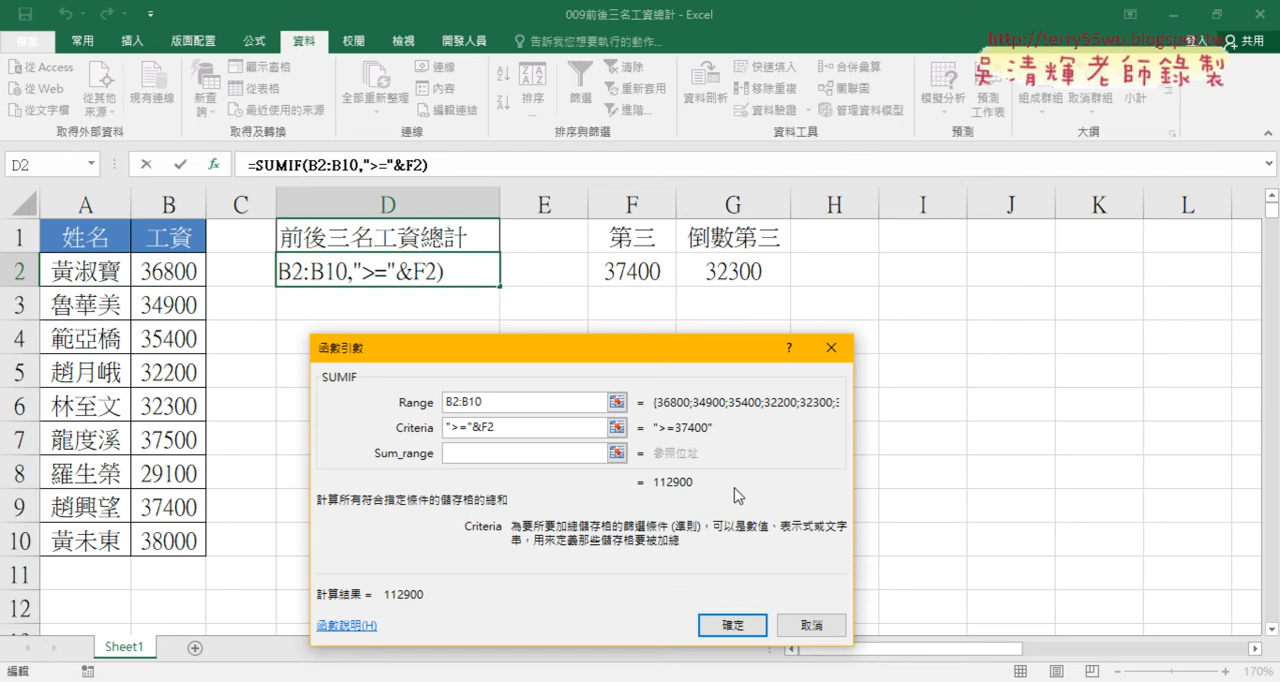 009前後三名工資總計 - Excel
http://terry55wu.blogspot.tw
登入 共用
吳清輝老師錄製
檔案 常用 插入 版面配置 公式 資料 校閱 檢視 開發人員 告訴我您想要執行的動作...
從 Access
從 Web
從文字檔
從其他
來源
現有連線
取得外部資料
新查
詢
顯示查詢
從表格
最近使用的來源
取得及轉換
全部重新整理
連線
內容
編輯連結
連線
排序
篩選
清除
重新套用
進階...
排序與篩選
資料剖析
快速填入
移除重複
資料驗證
合併彙算
關聯圖
管理資料模型
資料工具
模擬分析
預測
工作表
預測
組成群組
取消群組
小計
大綱
D2
=SUMIF(B2:B10,">="&F2)
A B C D E F G H I J K L
1 姓名 工資 前後三名工資總計 第三 倒數第三
2 黃淑寶 36800 B2:B10,">="&F2) 37400 32300
3 魯華美 34900
4 範亞橋 35400
5 趙月峨 32200
6 林至文 32300
7 龍度溪 37500
8 羅生榮 29100
9 趙興望 37400
10 黃未東 38000
11
12
函數引數 ?
SUMIF
Range B2:B10 = {36800;34900;35400;32200;32300;3
Criteria ">="&F2 = ">=37400"
Sum_range = 參照位址
= 112900
計算所有符合指定條件的儲存格的總和
Criteria 為要所要加總儲存格的篩選條件 (準則)，可以是數值、表示式或文字
串，用來定義那些儲存格要被加總
計算結果 = 112900
函數說明(H)
確定
取消
Sheet1
編輯
170%